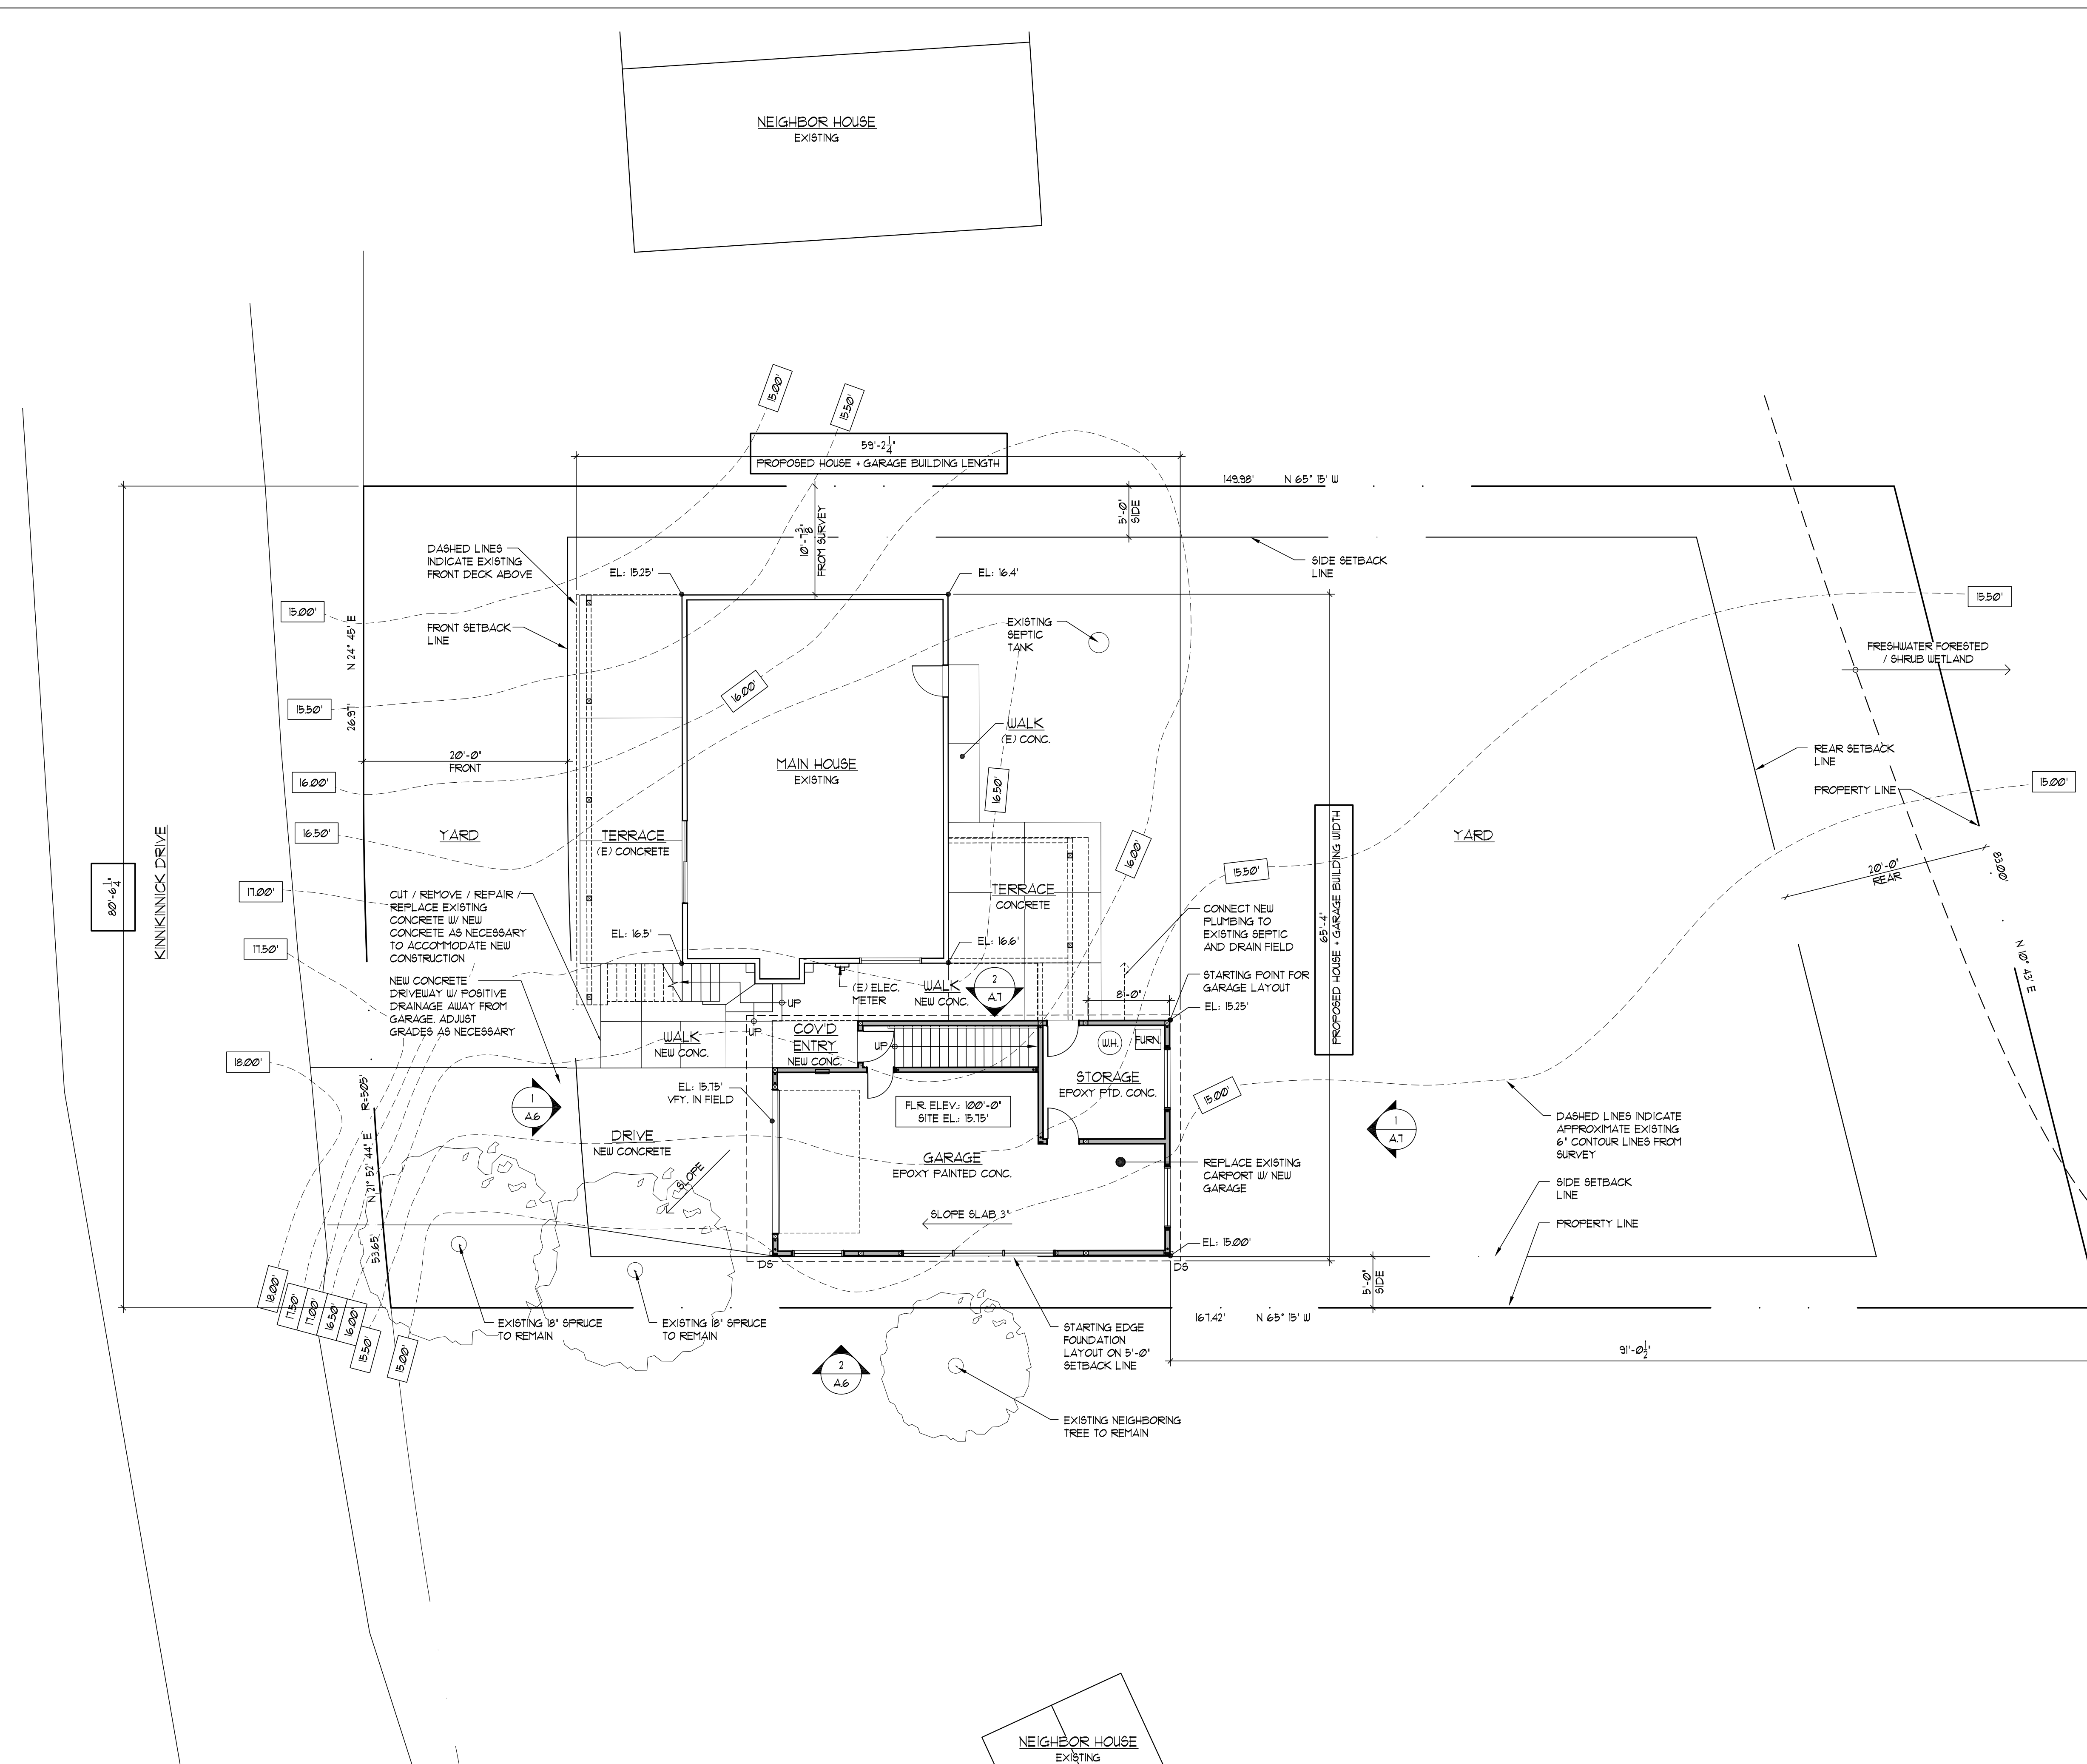 NEIGHBOR HOUSE
EXISTING
15.00'
15.50'
59'-2 1/4"
PROPOSED HOUSE + GARAGE BUILDING LENGTH
149.98' N 65° 15' W
5'-0"
SIDE
10'-7 3/8"
FROM SURVEY
DASHED LINES
INDICATE EXISTING
FRONT DECK ABOVE
EL: 15.25'
EL: 16.4'
SIDE SETBACK
LINE
15.00'
15.50'
N 24° 45' E
26.97'
FRONT SETBACK
LINE
EXISTING
SEPTIC
TANK
FRESHWATER FORESTED
/ SHRUB WETLAND
15.50'
16.00'
WALK
(E) CONC.
20'-0"
FRONT
MAIN HOUSE
EXISTING
REAR SETBACK
LINE
PROPERTY LINE
16.00'
16.50'
15.00'
16.50'
YARD
TERRACE
(E) CONCRETE
YARD
16.00'
15.50'
20'-0"
REAR
83.00'
N 10° 43' E
KINNIKINNICK DRIVE
80'-6 1/4"
17.00'
CUT / REMOVE / REPAIR /
REPLACE EXISTING
CONCRETE W/ NEW
CONCRETE AS NECESSARY
TO ACCOMMODATE NEW
CONSTRUCTION
TERRACE
CONCRETE
CONNECT NEW
PLUMBING TO
EXISTING SEPTIC
AND DRAIN FIELD
65'-4"
PROPOSED HOUSE + GARAGE BUILDING WIDTH
17.50'
EL: 16.5'
EL: 16.6'
STARTING POINT FOR
GARAGE LAYOUT
NEW CONCRETE
DRIVEWAY W/ POSITIVE
DRAINAGE AWAY FROM
GARAGE. ADJUST
GRADES AS NECESSARY
(E) ELEC.
METER
WALK
NEW CONC.
2
A.7
8'-0"
EL: 15.25'
UP
UP
WALK
NEW CONC.
COV'D
ENTRY
NEW CONC.
UP
W.H.
FURN.
18.00'
R=505'
N 21° 52' 44" E
53.65'
1
A.6
EL: 15.75'
VFY. IN FIELD
FLR. ELEV.: 100'-0"
SITE EL.: 15.75'
STORAGE
EPOXY PTD. CONC.
15.00'
1
A.7
DASHED LINES INDICATE
APPROXIMATE EXISTING
6" CONTOUR LINES FROM
SURVEY
DRIVE
NEW CONCRETE
SLOPE
GARAGE
EPOXY PAINTED CONC.
REPLACE EXISTING
CARPORT W/ NEW
GARAGE
SIDE SETBACK
LINE
SLOPE SLAB 3"
PROPERTY LINE
EL: 15.00'
DS
DS
5'-0"
SIDE
18.00'
17.50'
17.00'
16.50'
16.00'
15.50'
15.00'
EXISTING 18" SPRUCE
TO REMAIN
EXISTING 18" SPRUCE
TO REMAIN
167.42' N 65° 15' W
STARTING EDGE
FOUNDATION
LAYOUT ON 5'-0"
SETBACK LINE
91'-0 1/2"
2
A.6
EXISTING NEIGHBORING
TREE TO REMAIN
NEIGHBOR HOUSE
EXISTING